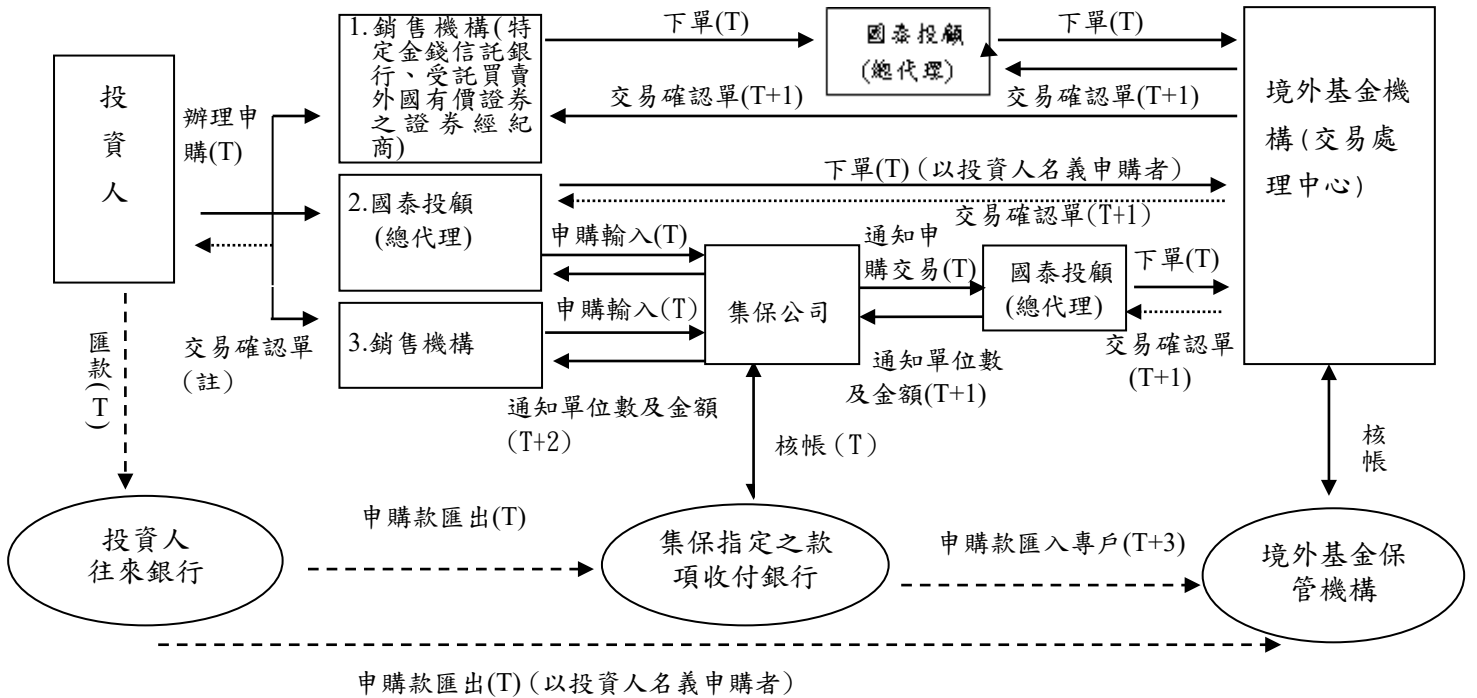 投
資
人
辦理申
購(T)
交易確認單
(註)
匯
款
(T)
1.銷售機構(特
定金錢信託銀
行、受託買賣
外國有價證券
之證券經紀
商)
2.國泰投顧
(總代理)
3.銷售機構
下單(T)
國泰投顧
(總代理)
下單(T)
交易確認單(T+1)
交易確認單(T+1)
下單(T)(以投資人名義申購者)
交易確認單(T+1)
申購輸入(T)
申購輸入(T)
通知單位數及金額
(T+2)
集保公司
通知申
購交易(T)
通知單位數
及金額(T+1)
國泰投顧
(總代理)
下單(T)
交易確認單
(T+1)
境外基金機
構(交易處
理中心)
核帳(T)
核
帳
投資人
往來銀行
申購款匯出(T)
集保指定之款
項收付銀行
申購款匯入專戶(T+3)
境外基金保
管機構
申購款匯出(T)(以投資人名義申購者)